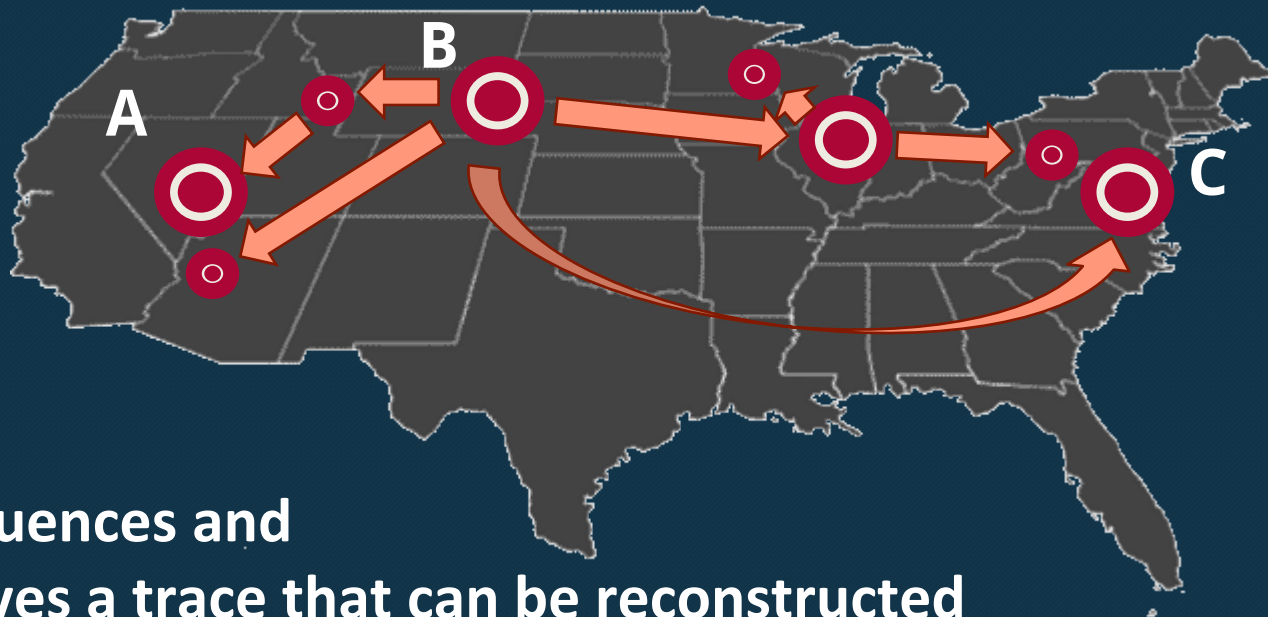 B
A
C
uences and
ves a trace that can be reconstructed